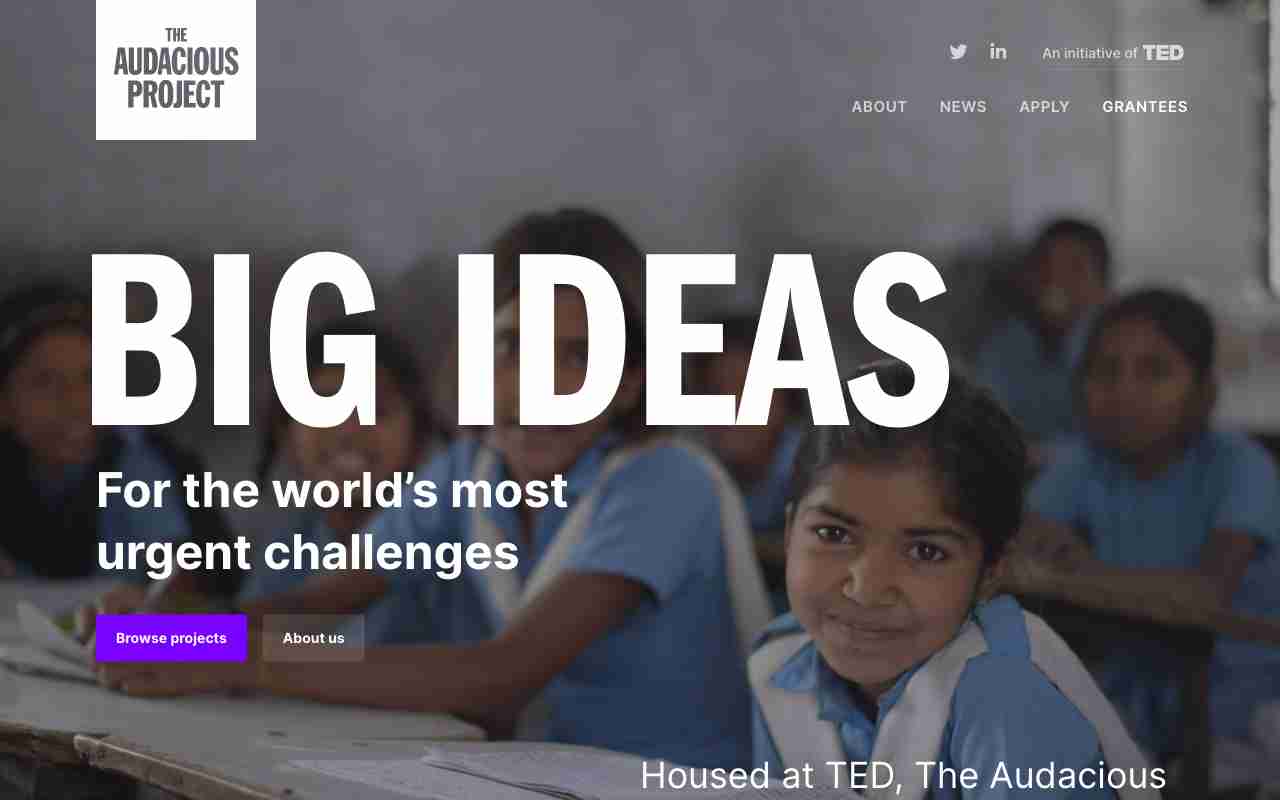 THE
AUDACIOUS
PROJECT
An initiative of TED
ABOUT NEWS APPLY GRANTEES
BIG IDEAS
For the world’s most
urgent challenges
Browse projects About us
Housed at TED, The Audacious